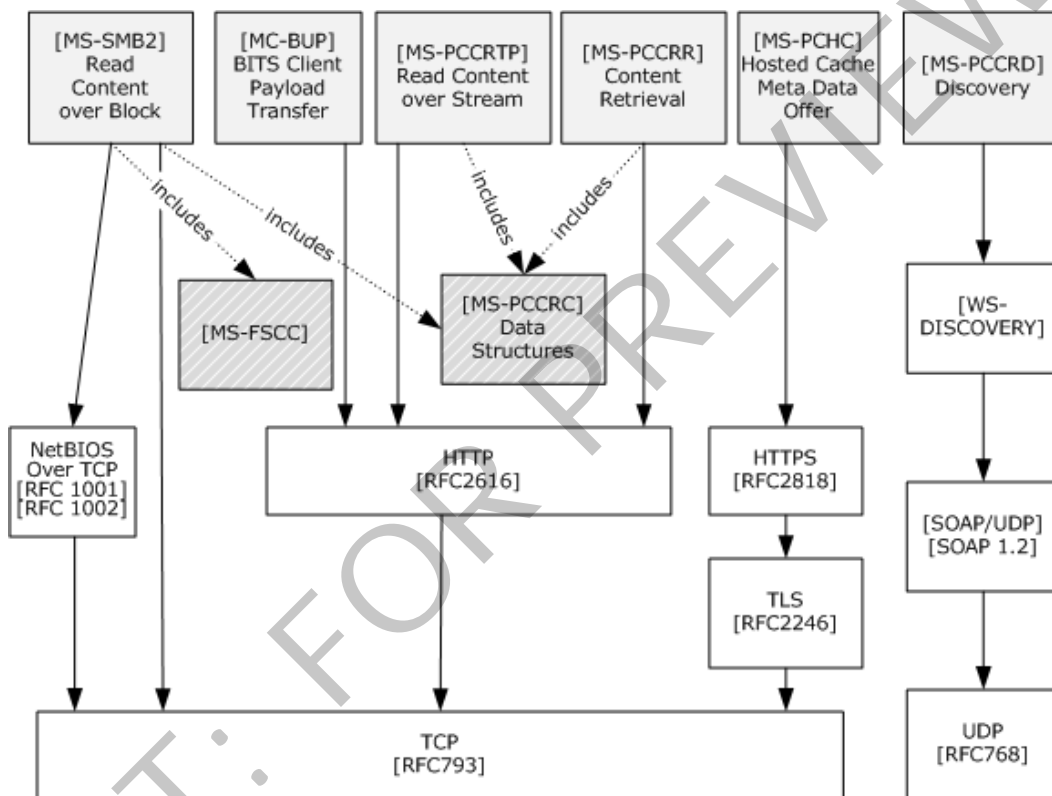 [MS-SMB2]
Read
Content
over Block
[MC-BUP]
BITS Client
Payload
Transfer
[MS-PCCRTP]
Read Content
over Stream
[MS-PCCRR]
Content
Retrieval
[MS-PCHC]
Hosted Cache
Meta Data
Offer
[MS-PCCRD]
Discovery
includes
includes
includes
includes
[MS-FSCC]
[MS-PCCRC]
Data
Structures
[WS-
DISCOVERY]
NetBIOS
Over TCP
[RFC 1001]
[RFC 1002]
HTTP
[RFC2616]
HTTPS
[RFC2818]
[SOAP/UDP]
[SOAP 1.2]
TLS
[RFC2246]
TCP
[RFC793]
UDP
[RFC768]
T: FOR PREVIEW